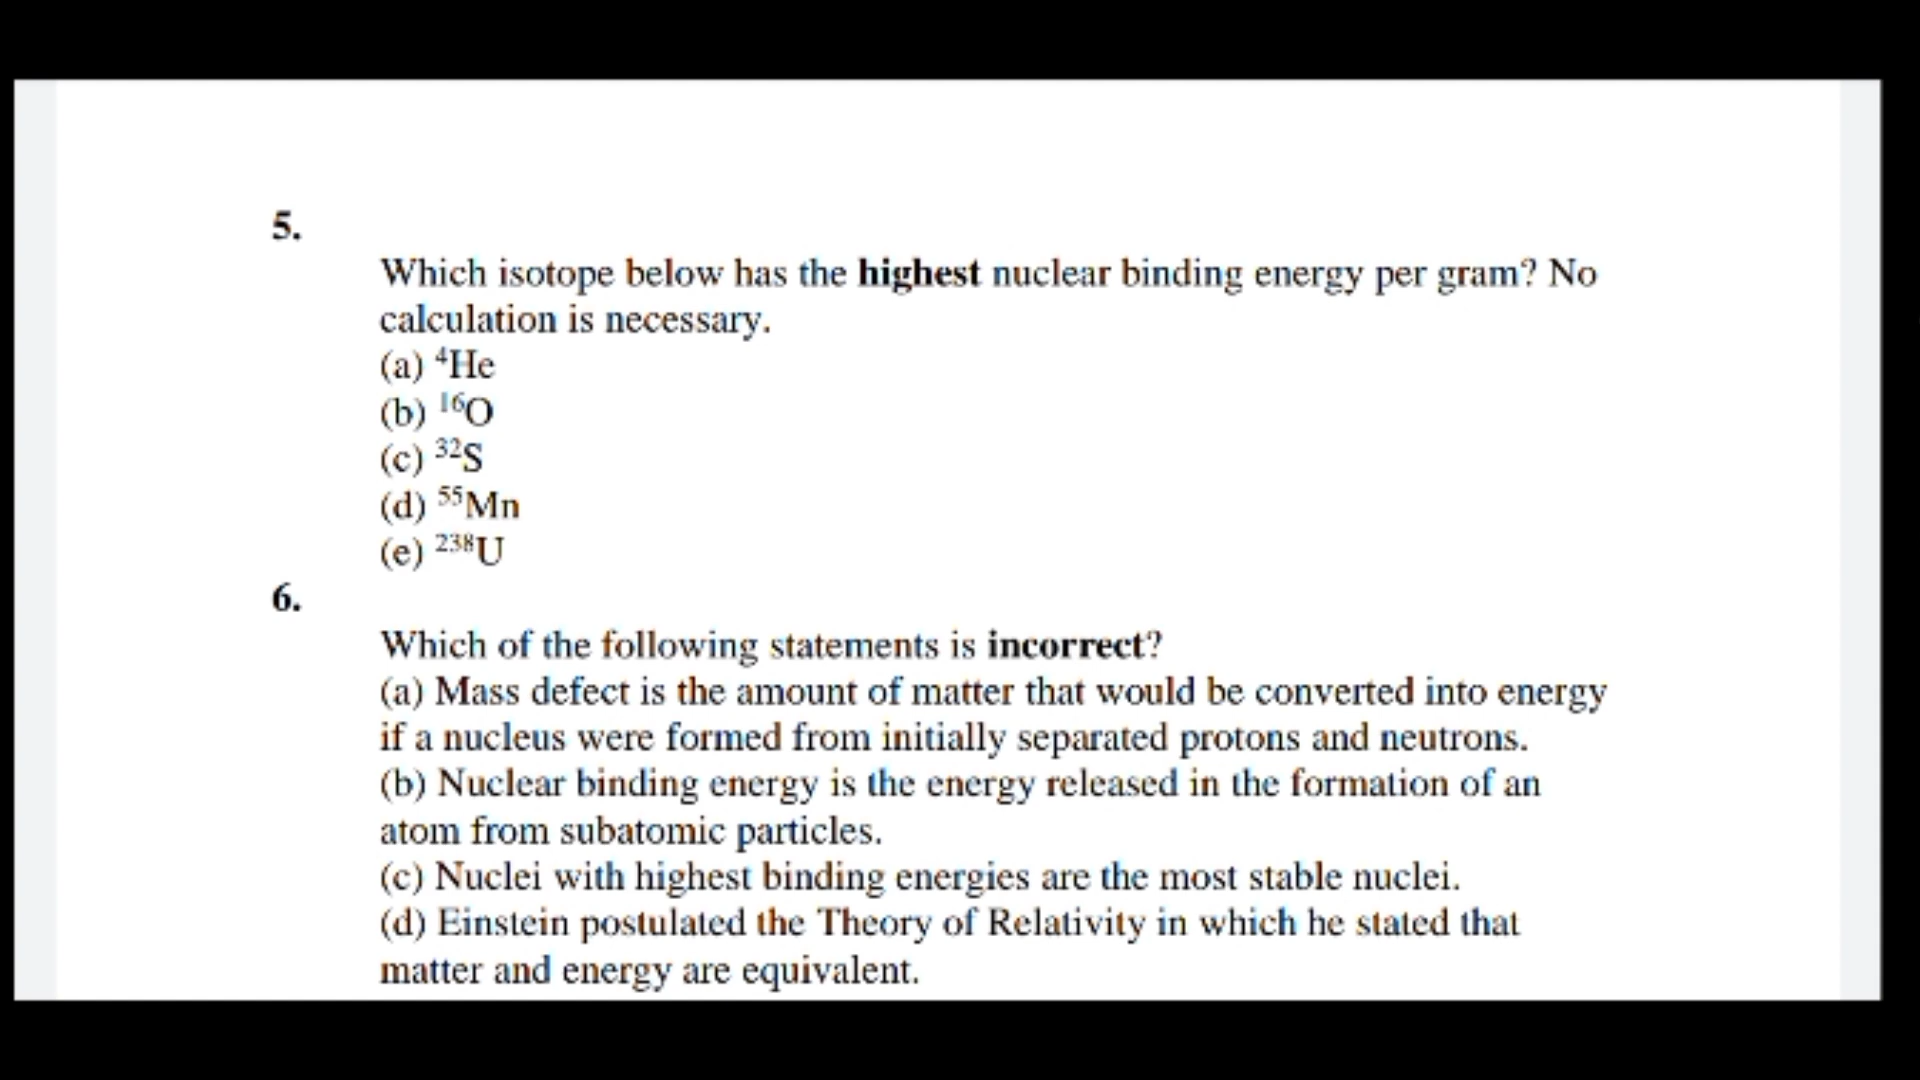 5.
Which isotope below has the highest nuclear binding energy per gram? No
calculation is necessary.
(a) ⁴He
(b) ¹⁶O
(c) ³²S
(d) ⁵⁵Mn
(e) ²³⁸U
6.
Which of the following statements is incorrect?
(a) Mass defect is the amount of matter that would be converted into energy
if a nucleus were formed from initially separated protons and neutrons.
(b) Nuclear binding energy is the energy released in the formation of an
atom from subatomic particles.
(c) Nuclei with highest binding energies are the most stable nuclei.
(d) Einstein postulated the Theory of Relativity in which he stated that
matter and energy are equivalent.